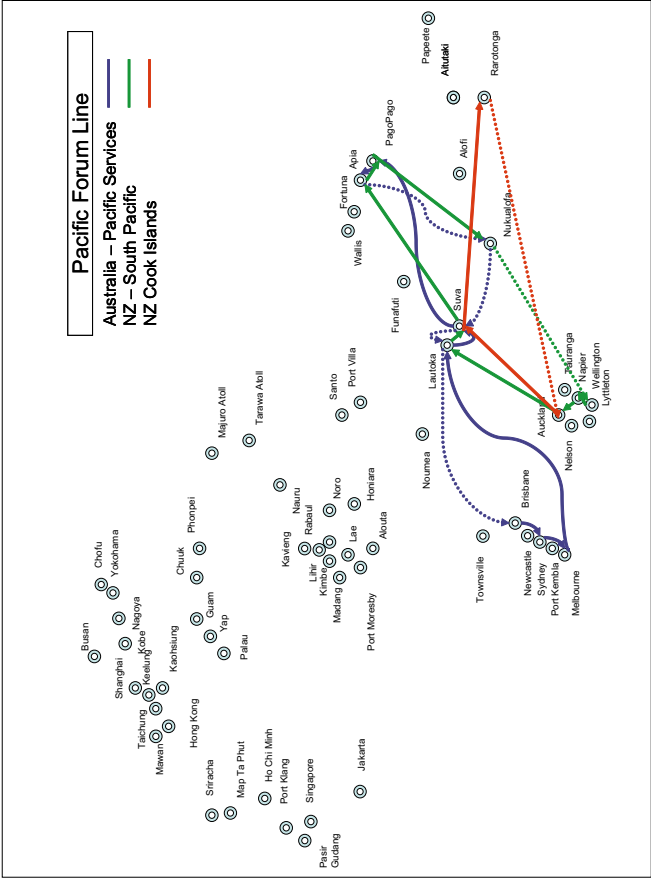 Pacific Forum Line
Australia – Pacific Services
NZ – South Pacific
NZ Cook Islands
Busan
Chofu
Yokohama
Nagoya
Kobe
Shanghai
Keelung
Kaohsiung
Taichung
Mawan
Hong Kong
Sriracha
Map Ta Phut
Ho Chi Minh
Port Klang
Singapore
Pasir
Gudang
Jakarta
Phonpei
Chuuk
Guam
Yap
Palau
Majuro Atoll
Tarawa Atoll
Nauru
Kavieng
Rabaul
Lihir
Kimbe
Madang
Noro
Honiara
Lae
Alouta
Port Moresby
Santo
Port Villa
Noumea
Funafuti
Wallis
Fortuna
Apia
PagoPago
Papeete
Aitutaki
Rarotonga
Alofi
Nukualofa
Suva
Lautoka
Townsville
Brisbane
Newcastle
Sydney
Port Kembla
Melbourne
Auckla
Tauranga
Napier
Wellington
Lyttleton
Nelson